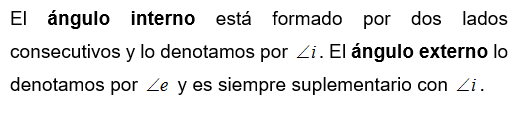 El ángulo interno está formado por dos lados
consecutivos y lo denotamos por ∠i. El ángulo externo lo
denotamos por ∠e y es siempre suplementario con ∠i.